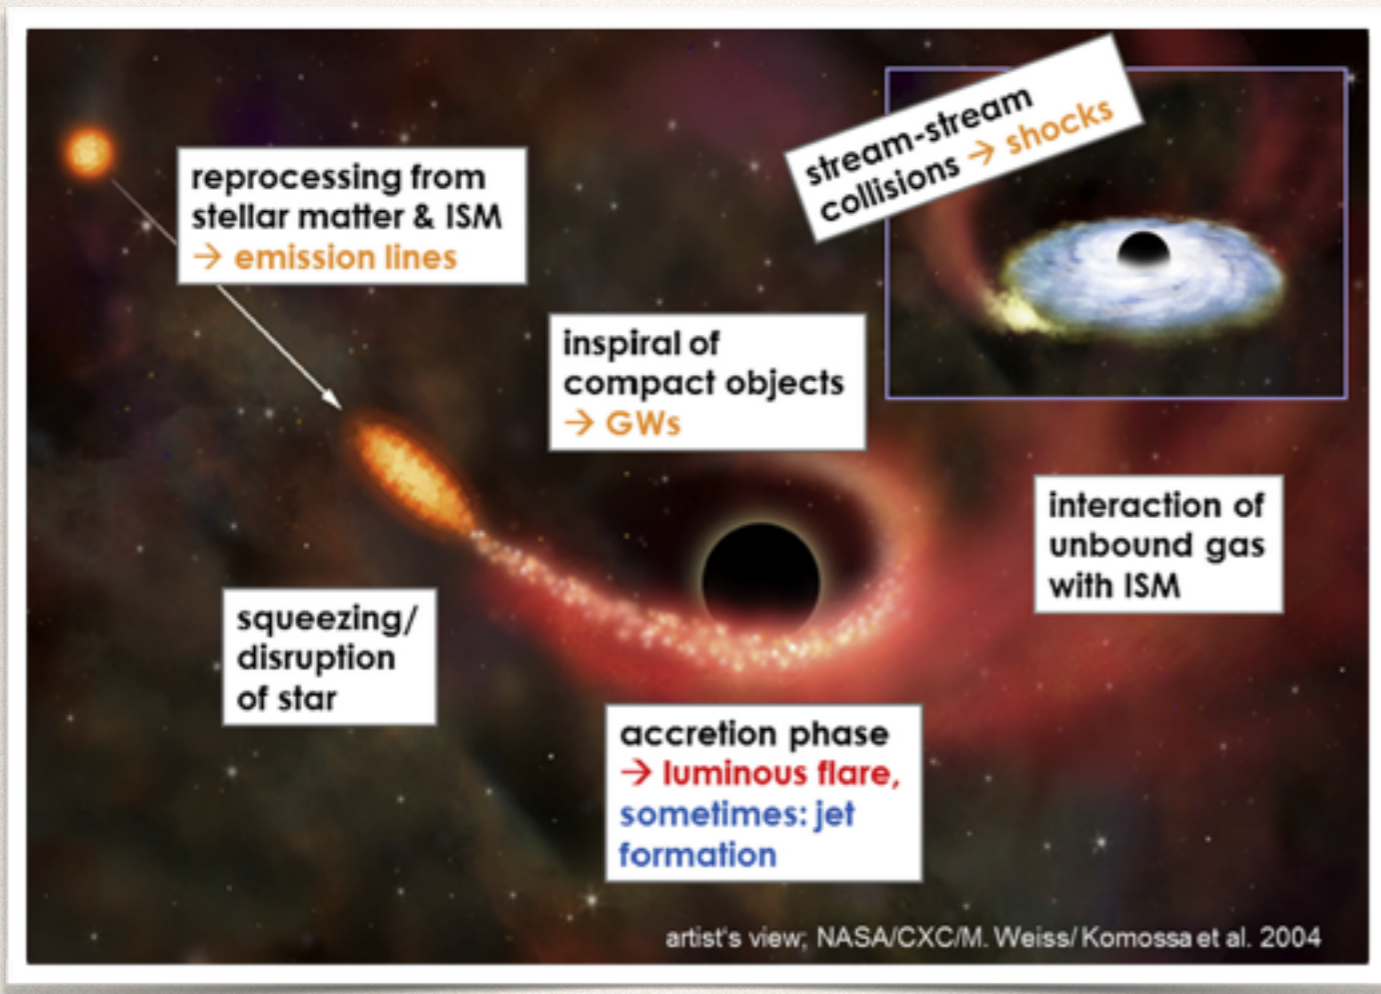 stream-stream
collisions → shocks
reprocessing from
stellar matter & ISM
→ emission lines
inspiral of
compact objects
→ GWs
interaction of
unbound gas
with ISM
squeezing/
disruption
of star
accretion phase
→ luminous flare,
sometimes: jet
formation
artist's view; NASA/CXC/M. Weiss/ Komossa et al. 2004